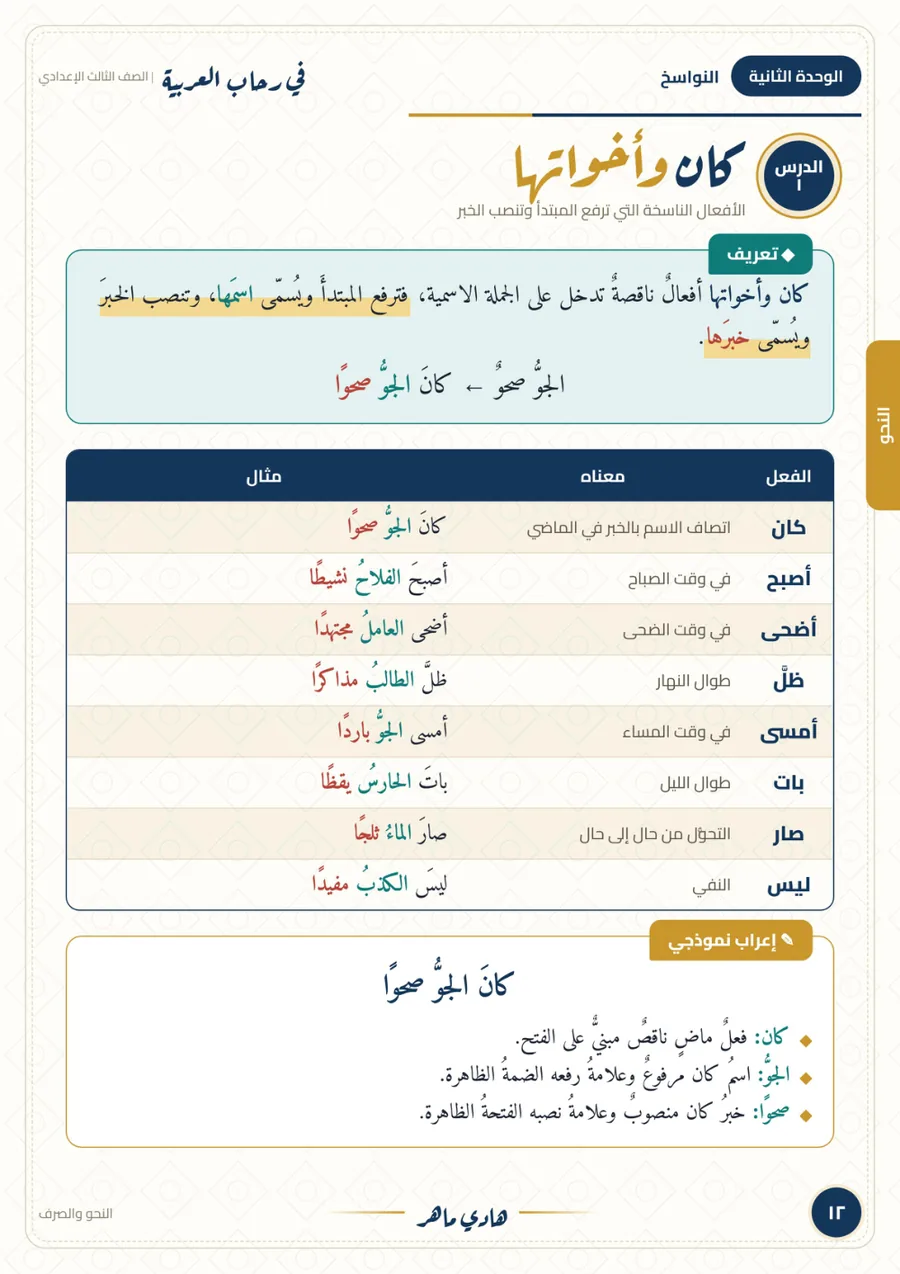 الوحدة الثانية النواسخ
في رحاب العربية | الصف الثالث الإعدادي
الدرس
١
كان وأخواتها
الأفعال الناسخة التي ترفع المبتدأ وتنصب الخبر
◆ تعريف
كان وأخواتها أفعالٌ ناقصةٌ تدخل على الجملة الاسمية، فترفع المبتدأَ ويُسمّى اسمَها، وتنصب الخبرَ
ويُسمّى خبرَها.
الجوُّ صحوٌ ← كانَ الجوُّ صحوًا
النحو
الفعل معناه مثال
كان اتصاف الاسم بالخبر في الماضي كانَ الجوُّ صحوًا
أصبح في وقت الصباح أصبحَ الفلاحُ نشيطًا
أضحى في وقت الضحى أضحى العاملُ مجتهدًا
ظلَّ طوال النهار ظلَّ الطالبُ مذاكرًا
أمسى في وقت المساء أمسى الجوُّ باردًا
بات طوال الليل باتَ الحارسُ يقظًا
صار التحوّل من حال إلى حال صارَ الماءُ ثلجًا
ليس النفي ليسَ الكذبُ مفيدًا
✎ إعراب نموذجي
كانَ الجوُّ صحوًا
◆ كان: فعلٌ ماضٍ ناقصٌ مبنيٌّ على الفتح.
◆ الجوُّ: اسمُ كان مرفوعٌ وعلامةُ رفعه الضمةُ الظاهرة.
◆ صحوًا: خبرُ كان منصوبٌ وعلامةُ نصبه الفتحةُ الظاهرة.
١٢
هادي ماهر
النحو والصرف